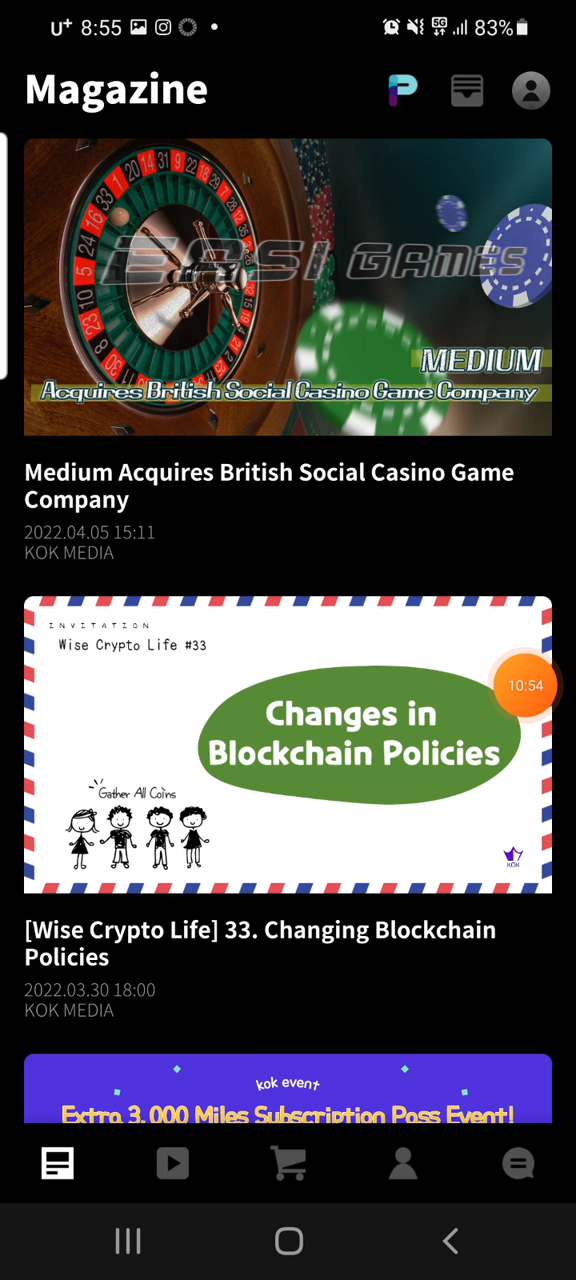 U+ 8:55 5G 83%
Magazine
EASI GAMES
MEDIUM
Acquires British Social Casino Game Company
Medium Acquires British Social Casino Game
Company
2022.04.05 15:11
KOK MEDIA
INVITATION
Wise Crypto Life #33
Changes in
Blockchain Policies
10:54
Gather All Coins
KOK
[Wise Crypto Life] 33. Changing Blockchain
Policies
2022.03.30 18:00
KOK MEDIA
kok event
Extra 3,000 Miles Subscription Pass Event!